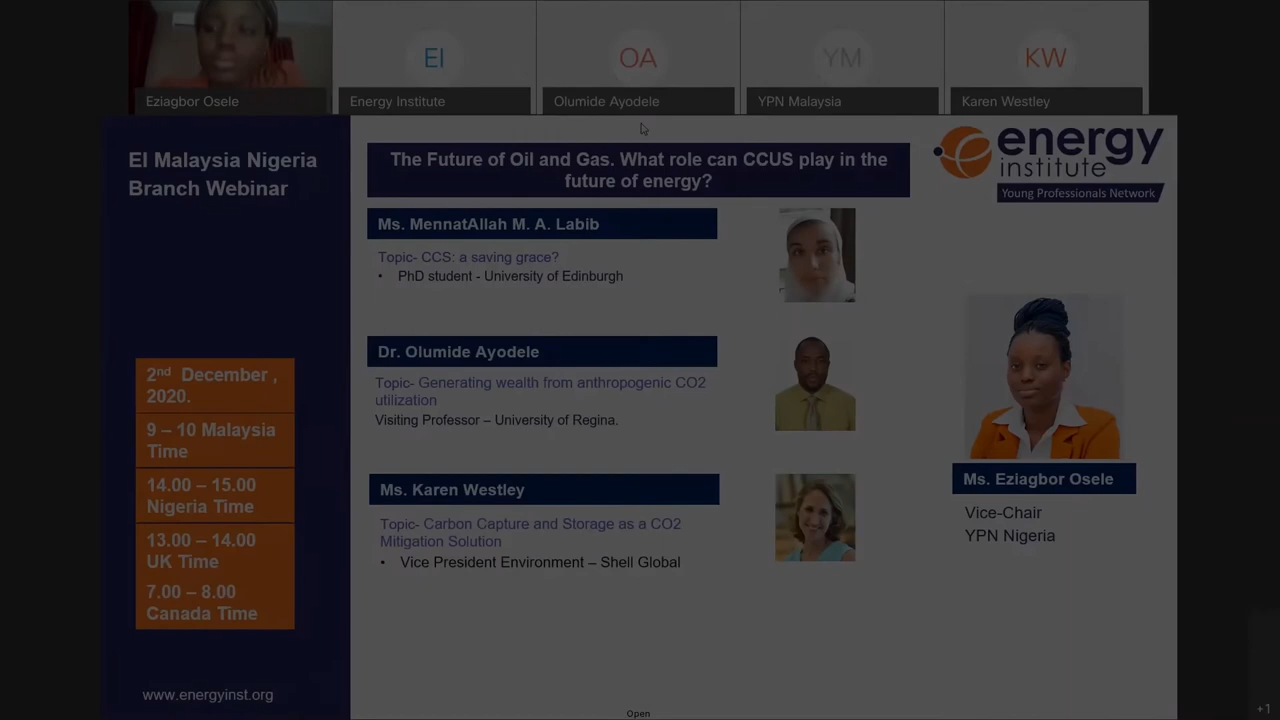 EI
OA
YM
KW
Eziagbor Osele
Energy Institute
Olumide Ayodele
YPN Malaysia
Karen Westley
EI Malaysia Nigeria
Branch Webinar
The Future of Oil and Gas. What role can CCUS play in the
future of energy?
energy
institute
Young Professionals Network
Ms. MennatAllah M. A. Labib
Topic- CCS: a saving grace?
• PhD student - University of Edinburgh
Dr. Olumide Ayodele
Topic- Generating wealth from anthropogenic CO2
utilization
Visiting Professor – University of Regina.
Ms. Karen Westley
Topic- Carbon Capture and Storage as a CO2
Mitigation Solution
• Vice President Environment – Shell Global
Ms. Eziagbor Osele
Vice-Chair
YPN Nigeria
2nd December ,
2020.
9 – 10 Malaysia
Time
14.00 – 15.00
Nigeria Time
13.00 – 14.00
UK Time
7.00 – 8.00
Canada Time
www.energyinst.org
Open
+1